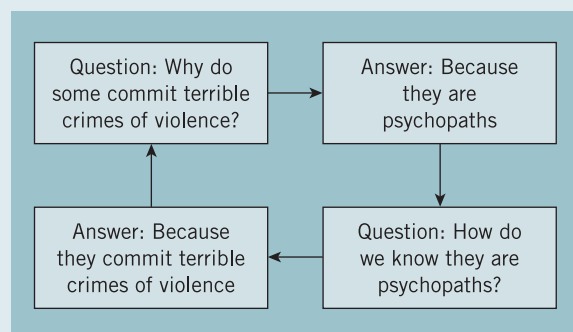 Question: Why do
some commit terrible
crimes of violence?
Answer: Because
they are
psychopaths
Question: How do
we know they are
psychopaths?
Answer: Because
they commit terrible
crimes of violence